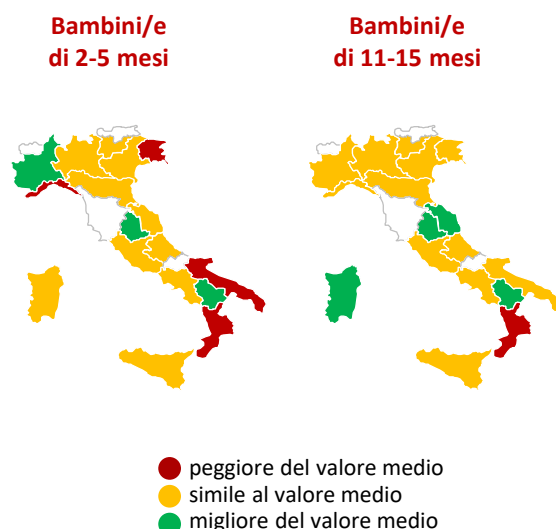 Bambini/e
di 2-5 mesi
Bambini/e
di 11-15 mesi
peggiore del valore medio
simile al valore medio
migliore del valore medio